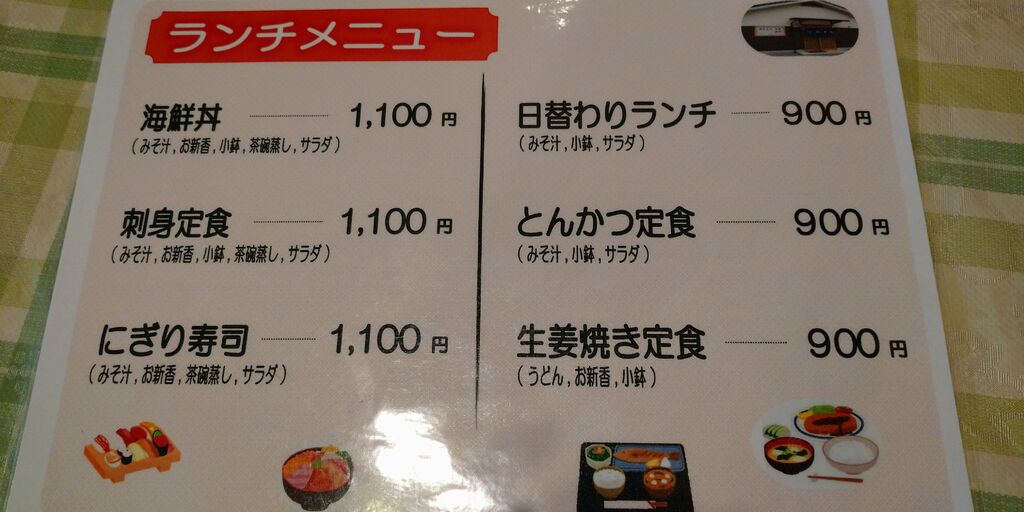 ランチメニュー
海鮮丼 1,100円
(みそ汁,お新香,小鉢,茶碗蒸し,サラダ)
刺身定食 1,100円
(みそ汁,お新香,小鉢,茶碗蒸し,サラダ)
にぎり寿司 1,100円
(みそ汁,お新香,茶碗蒸し,サラダ)
日替わりランチ 900円
(みそ汁,小鉢,サラダ)
とんかつ定食 900円
(みそ汁,小鉢,サラダ)
生姜焼き定食 900円
(うどん,お新香,小鉢)